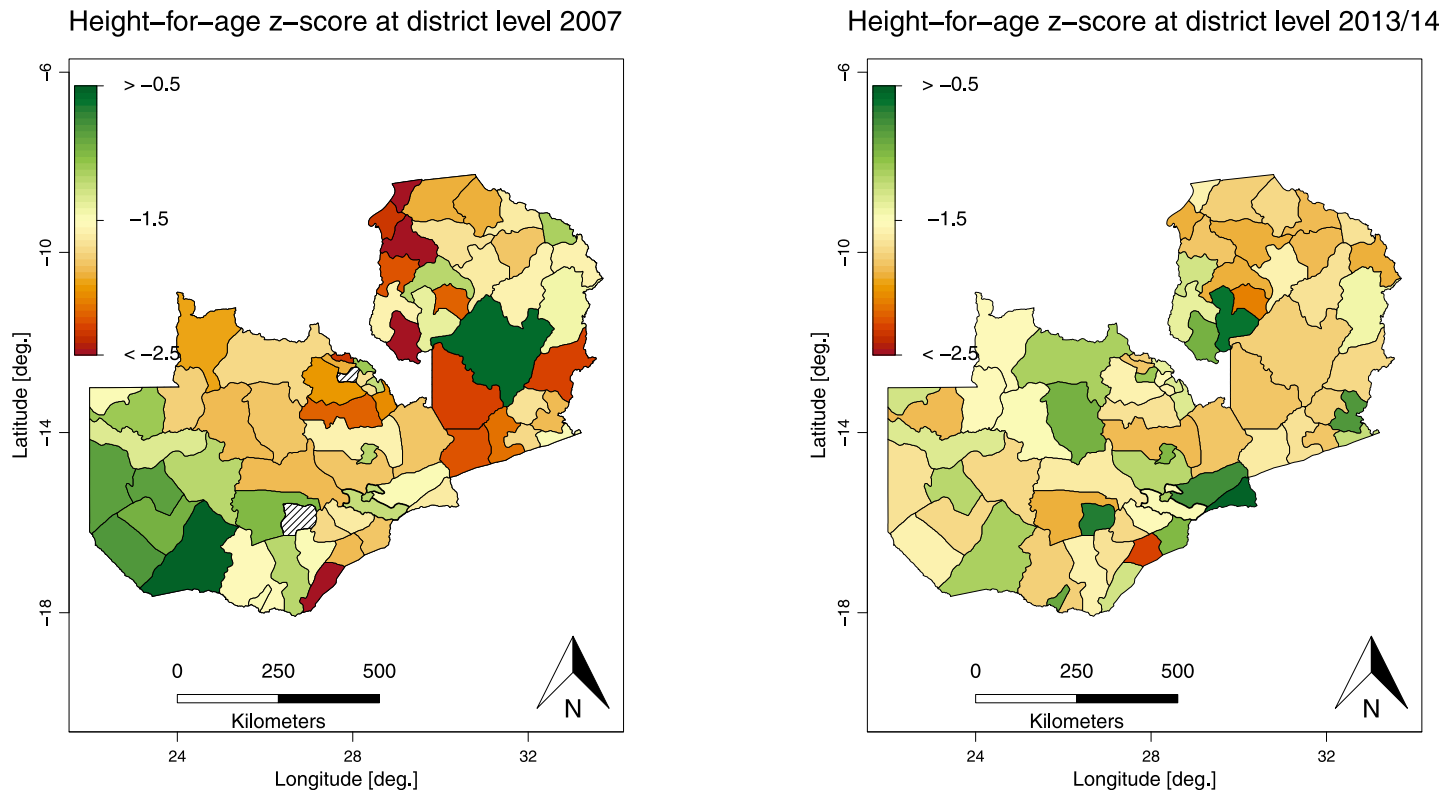 Height–for–age z–score at district level 2007
> −0.5
−1.5
< −2.5
−6
−10
−14
−18
Latitude [deg.]
0 250 500
Kilometers
N
24 28 32
Longitude [deg.]
Height–for–age z–score at district level 2013/14
> −0.5
−1.5
< −2.5
−6
−10
−14
−18
Latitude [deg.]
0 250 500
Kilometers
N
24 28 32
Longitude [deg.]